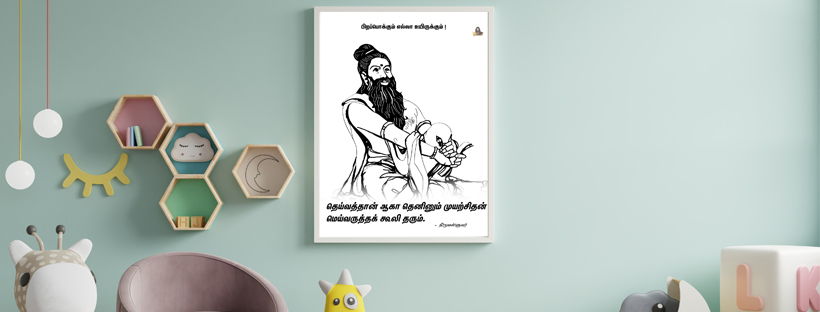 பிறப்பொக்கும் எல்லா உயிருக்கும் !
தெய்வத்தான் ஆகா தெனினும் முயற்சிதன்
மெய்வருத்தக் கூலி தரும்.
- திருவள்ளுவர்
L K